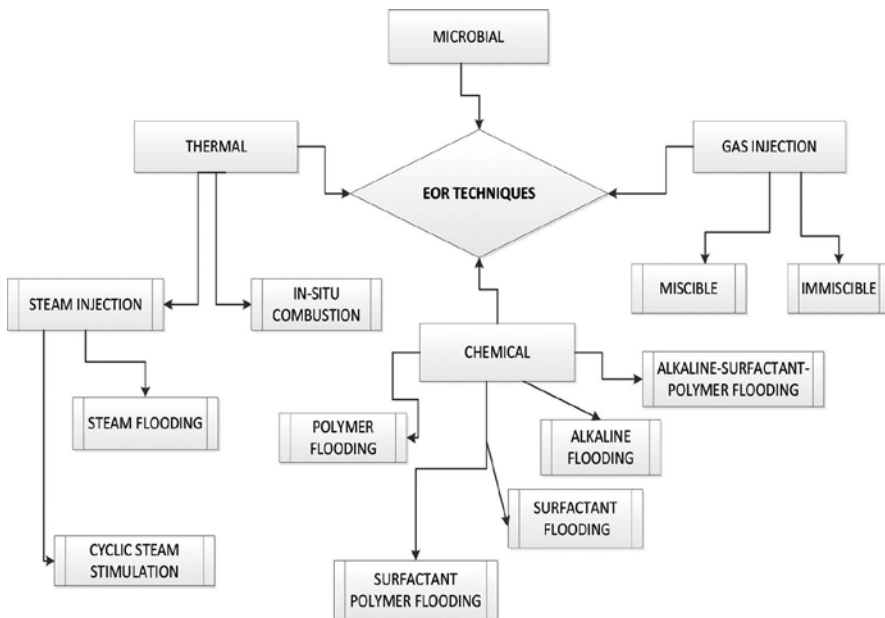 MICROBIAL
THERMAL
GAS INJECTION
EOR TECHNIQUES
STEAM INJECTION
IN-SITU
COMBUSTION
MISCIBLE
IMMISCIBLE
CHEMICAL
ALKALINE-SURFACTANT-
POLYMER FLOODING
STEAM FLOODING
POLYMER
FLOODING
ALKALINE
FLOODING
SURFACTANT
FLOODING
CYCLIC STEAM
STIMULATION
SURFACTANT
POLYMER FLOODING